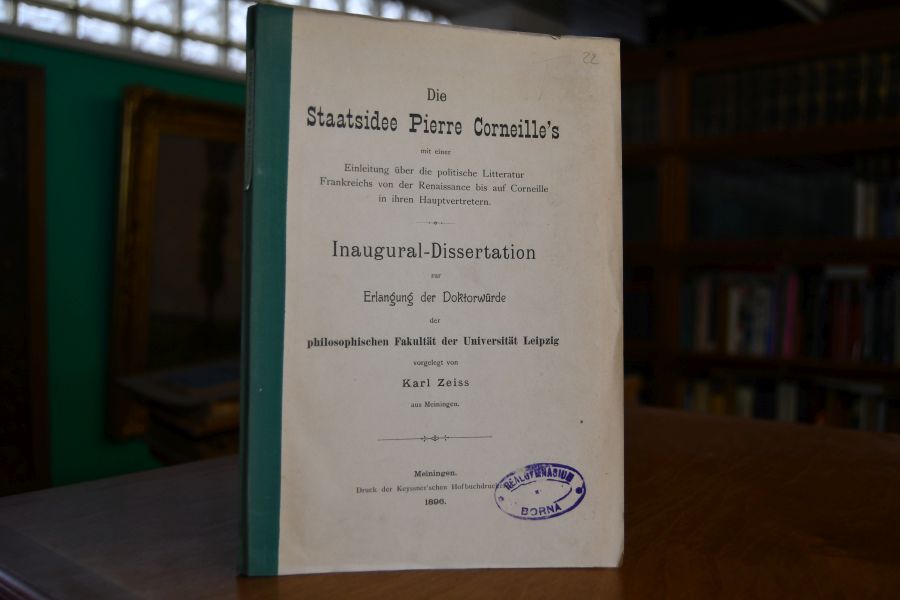 22
Die
Staatsidee Pierre Corneille's
mit einer
Einleitung über die politische Litteratur
Frankreichs von der Renaissance bis auf Corneille
in ihren Hauptvertretern.
Inaugural-Dissertation
zur
Erlangung der Doktorwürde
der
philosophischen Fakultät der Universität Leipzig
vorgelegt von
Karl Zeiss
aus Meiningen.
Meiningen.
Druck der Keyssner'schen Hofbuchdruckerei
1896.
REALGYMNASIUM
BORNA